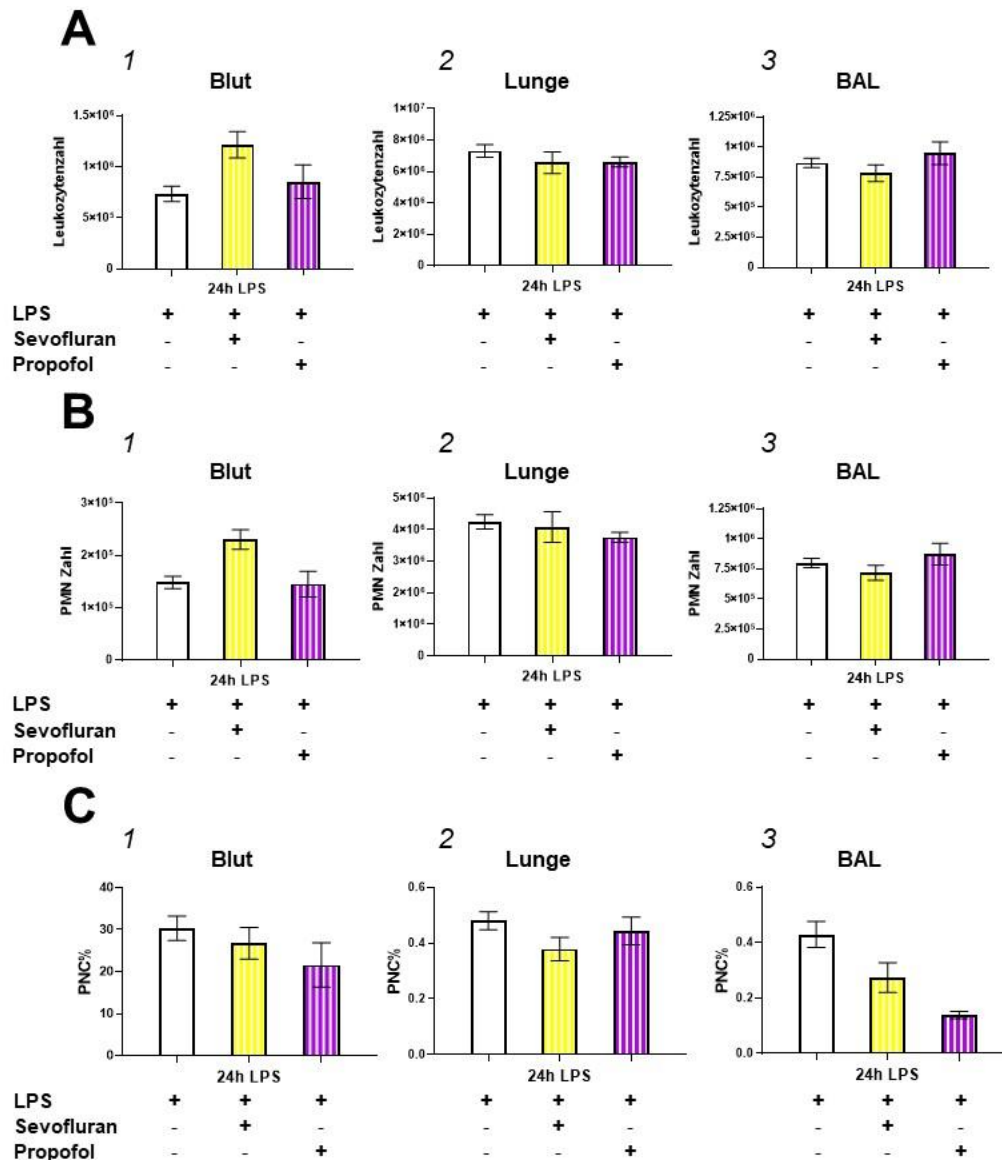 A
1 2 3
Blut Lunge BAL
Leukozytenzahl
1.5×10⁶
1×10⁶
5×10⁵
0
24h LPS
Leukozytenzahl
1×10⁷
8×10⁶
6×10⁶
4×10⁶
2×10⁶
0
24h LPS
Leukozytenzahl
1.25×10⁶
1×10⁶
7.5×10⁵
5×10⁵
2.5×10⁵
0
24h LPS
LPS + + + + + + + + +
Sevofluran - + - - + - - + -
Propofol - - + - - + - - +
B
1 2 3
Blut Lunge BAL
PMN Zahl
3×10⁵
2×10⁵
1×10⁵
0
24h LPS
PMN Zahl
5×10⁶
4×10⁶
3×10⁶
2×10⁶
1×10⁶
0
24h LPS
PMN Zahl
1.25×10⁶
1×10⁶
7.5×10⁵
5×10⁵
2.5×10⁵
0
24h LPS
LPS + + + + + + + + +
Sevofluran - + - - + - - + -
Propofol - - + - - + - - +
C
1 2 3
Blut Lunge BAL
PNC%
40
30
20
10
0
24h LPS
PNC%
0.6
0.4
0.2
0.0
24h LPS
PNC%
0.6
0.4
0.2
0.0
24h LPS
LPS + + + + + + + + +
Sevofluran - + - - + - - + -
Propofol - - + - - + - - +